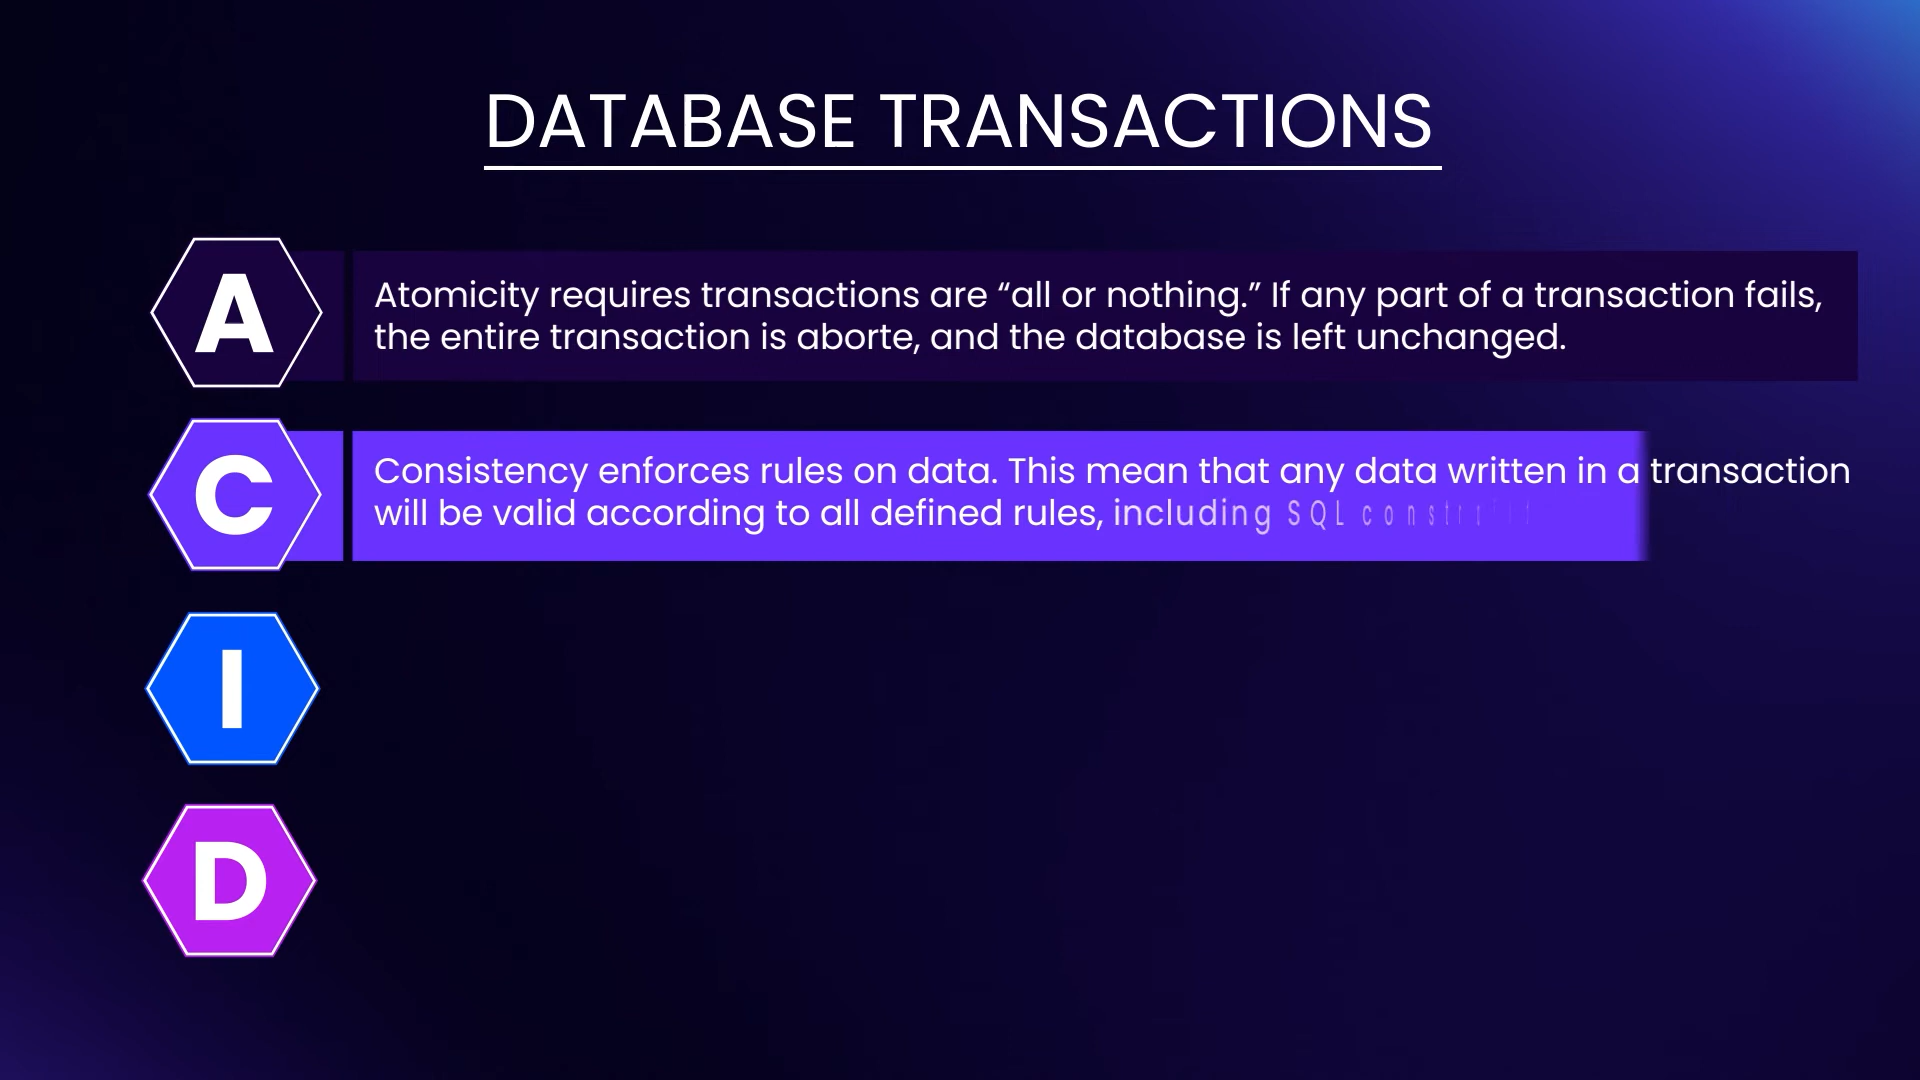 DATABASE TRANSACTIONS
A
Atomicity requires transactions are “all or nothing.” If any part of a transaction fails,
the entire transaction is aborte, and the database is left unchanged.
C
Consistency enforces rules on data. This mean that any data written in a transaction
will be valid according to all defined rules, including SQL
I
D